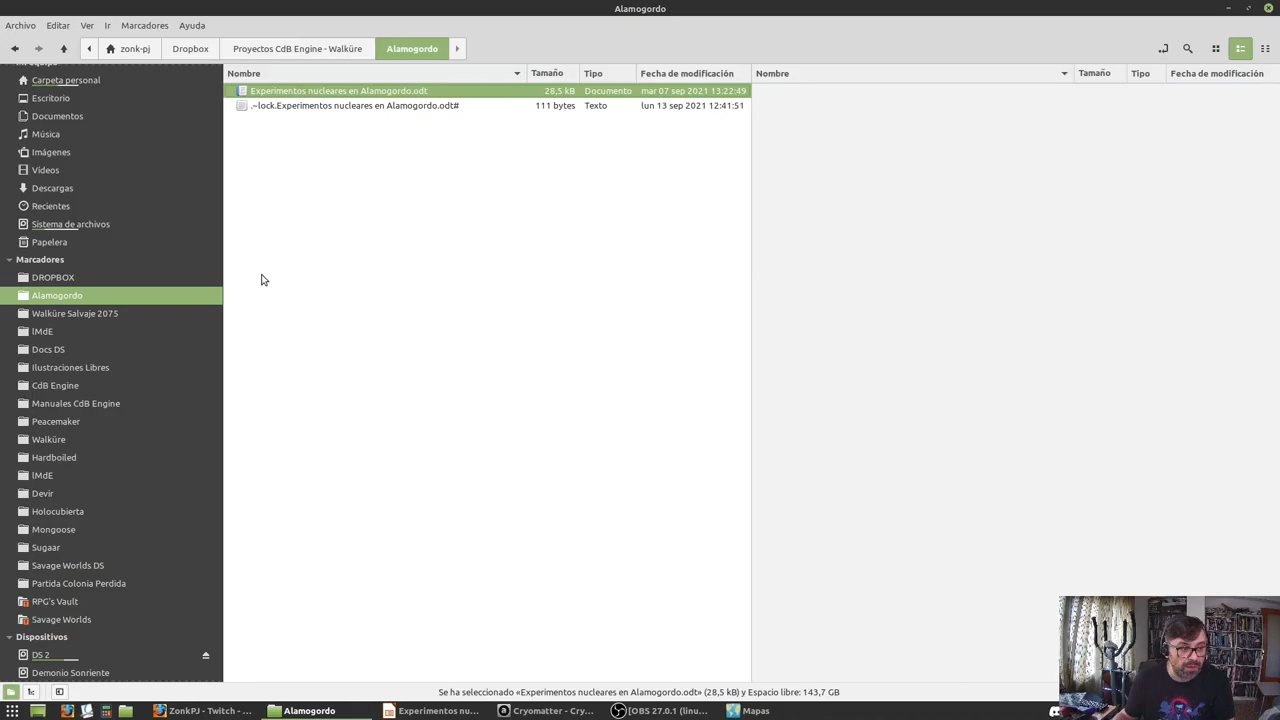 Alamogordo
Archivo Editar Ver Ir Marcadores Ayuda
zonk-pj Dropbox Proyectos CdB Engine - Walküre Alamogordo
Nombre Tamaño Tipo Fecha de modificación
Nombre Tamaño Tipo Fecha de modificación
Experimentos nucleares en Alamogordo.odt 28,5 kB Documento mar 07 sep 2021 13:22:49
.~lock.Experimentos nucleares en Alamogordo.odt# 111 bytes Texto lun 13 sep 2021 12:41:51
Carpeta personal
Escritorio
Documentos
Música
Imágenes
Vídeos
Descargas
Recientes
Sistema de archivos
Papelera
Marcadores
DROPBOX
Alamogordo
Walküre Salvaje 2075
lMdE
Docs DS
Ilustraciones Libres
CdB Engine
Manuales CdB Engine
Peacemaker
Walküre
Hardboiled
lMdE
Devir
Holocubierta
Mongoose
Sugaar
Savage Worlds DS
Partida Colonia Perdida
RPG's Vault
Savage Worlds
Dispositivos
DS 2
Demonio Sonriente
Se ha seleccionado «Experimentos nucleares en Alamogordo.odt» (28,5 kB) y Espacio libre: 143,7 GB
ZonkPJ - Twitch - ... Alamogordo Experimentos nu... Cryomatter - Cry... [OBS 27.0.1 (linu... Mapas